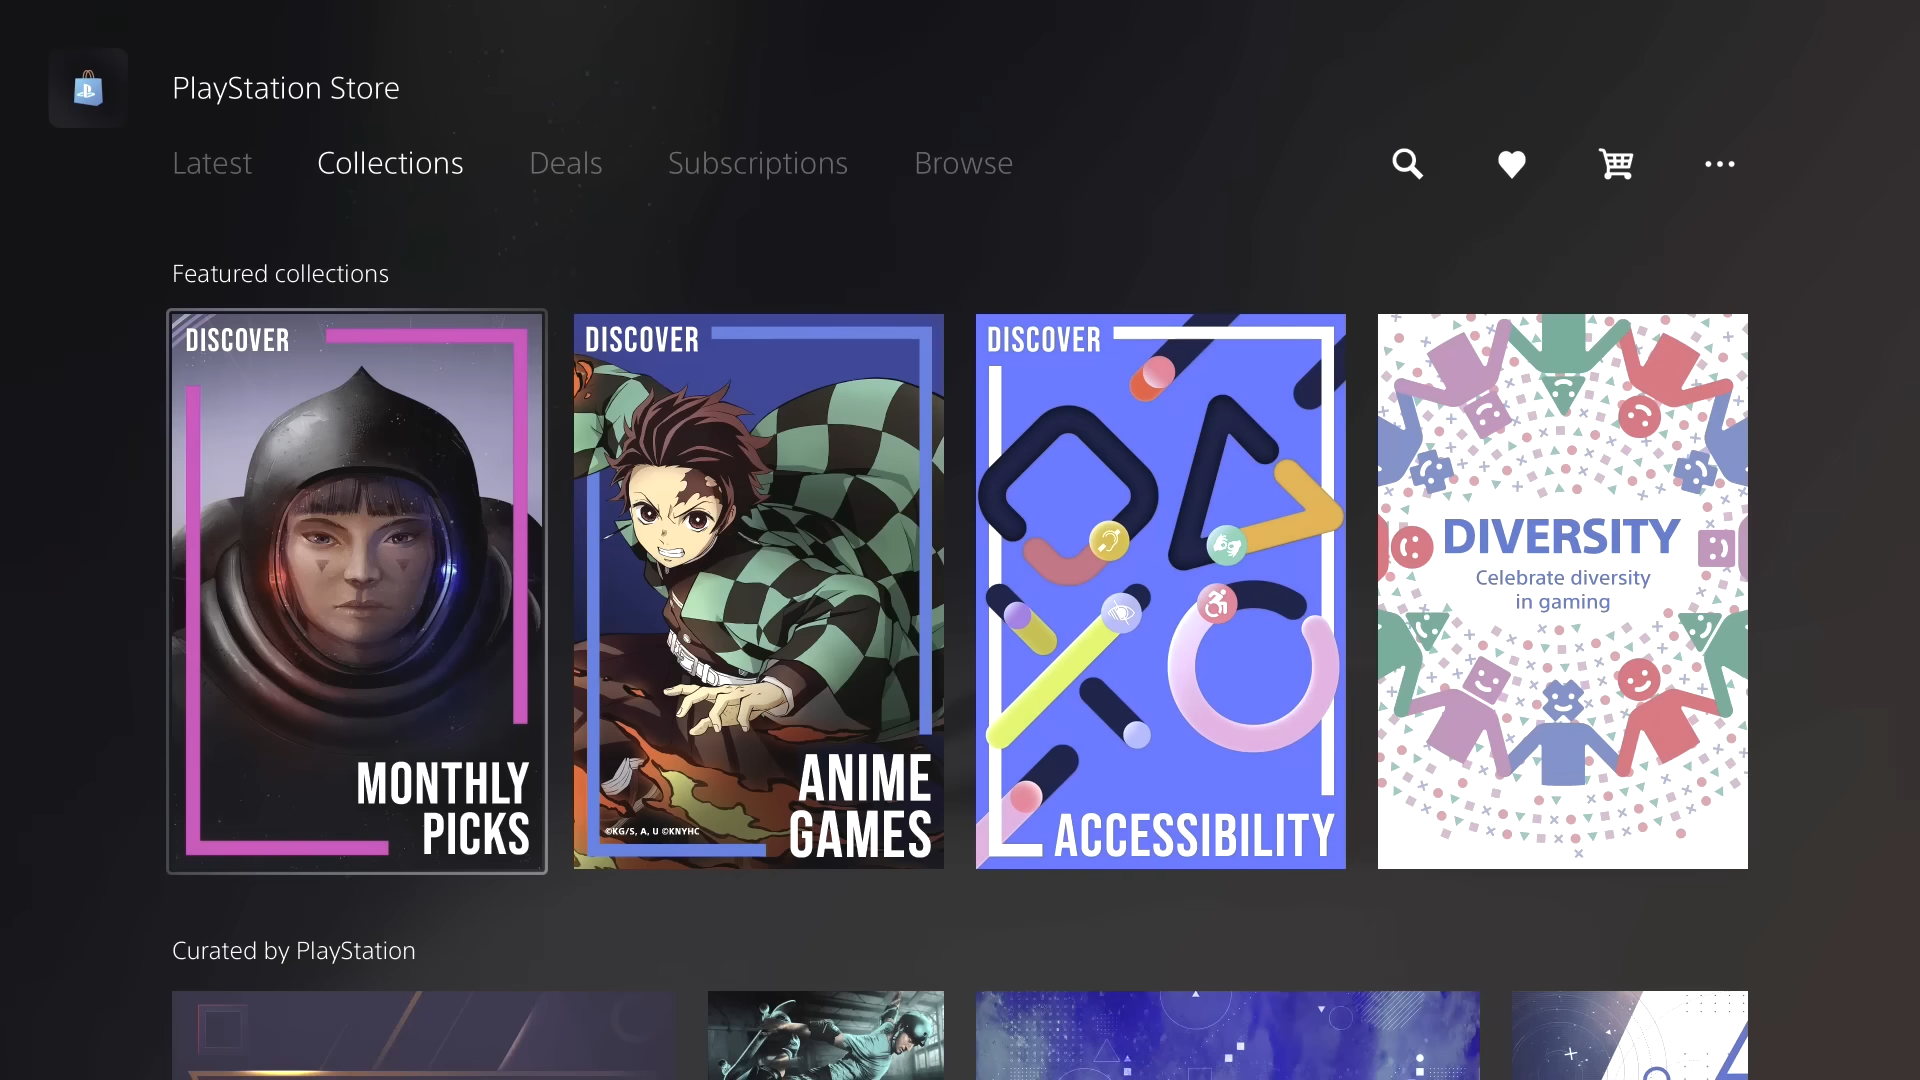 PlayStation Store
Latest
Collections
Deals
Subscriptions
Browse
Featured collections
DISCOVER
MONTHLY
PICKS
DISCOVER
©KG/S, A, U ©KNYHC
ANIME
GAMES
DISCOVER
ACCESSIBILITY
DIVERSITY
Celebrate diversity
in gaming
Curated by PlayStation